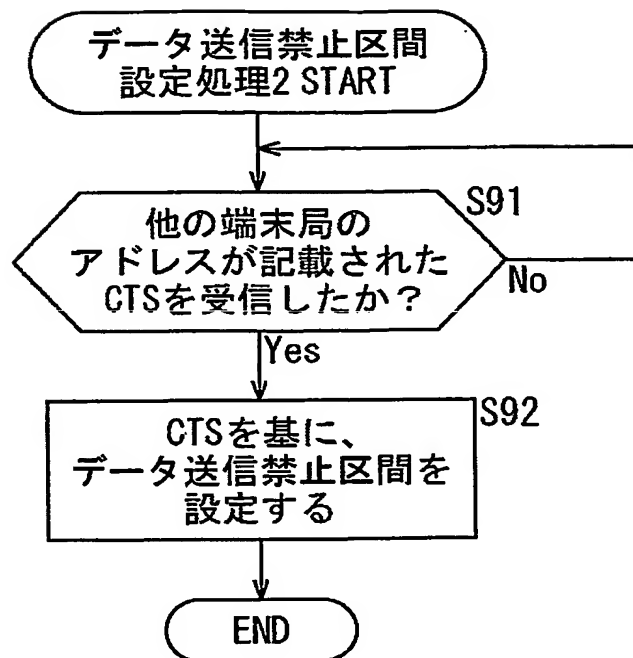 データ送信禁止区間
設定処理2 START
S91
他の端末局の
アドレスが記載された
CTSを受信したか？
No
Yes
S92
CTSを基に、
データ送信禁止区間を
設定する
END